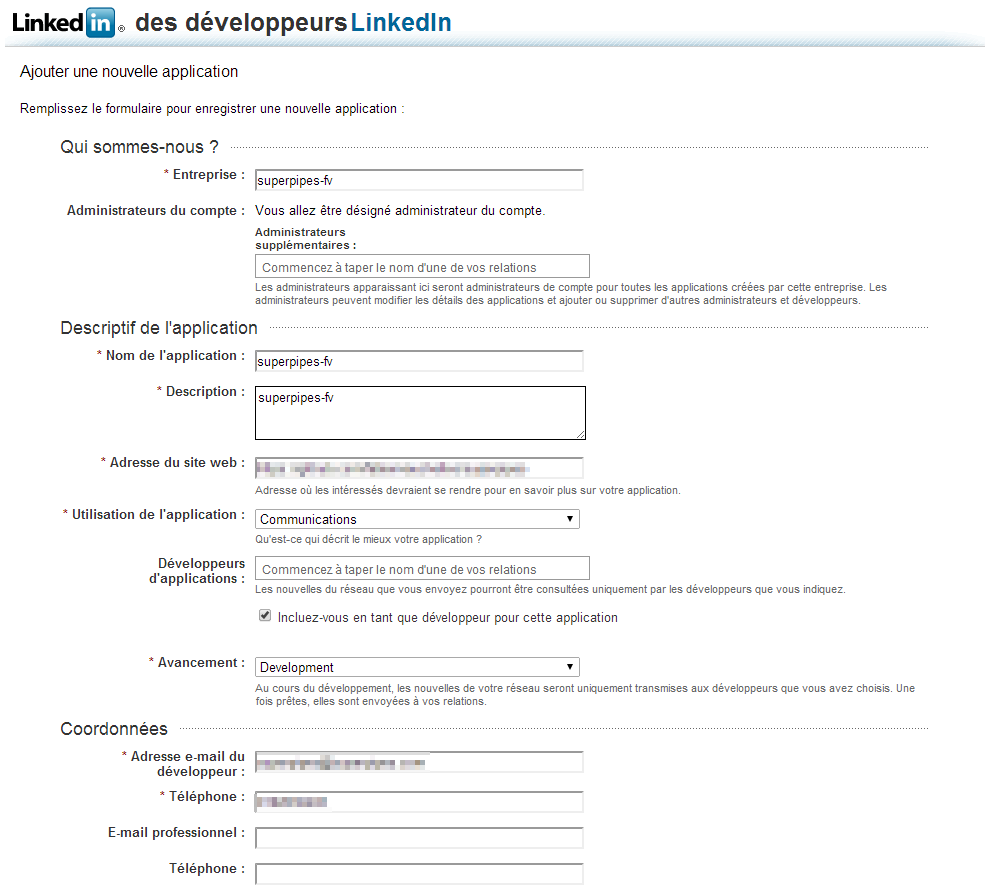 Linked in ® des développeurs LinkedIn
Ajouter une nouvelle application
Remplissez le formulaire pour enregistrer une nouvelle application :
Qui sommes-nous ?
* Entreprise : superpipes-fv
Administrateurs du compte : Vous allez être désigné administrateur du compte.
Administrateurs
supplémentaires :
Commencez à taper le nom d'une de vos relations
Les administrateurs apparaissant ici seront administrateurs de compte pour toutes les applications créées par cette entreprise. Les
administrateurs peuvent modifier les détails des applications et ajouter ou supprimer d'autres administrateurs et développeurs.
Descriptif de l'application
* Nom de l'application : superpipes-fv
* Description : superpipes-fv
* Adresse du site web :
Adresse où les intéressés devraient se rendre pour en savoir plus sur votre application.
* Utilisation de l'application : Communications
Qu'est-ce qui décrit le mieux votre application ?
Développeurs
d'applications : Commencez à taper le nom d'une de vos relations
Les nouvelles du réseau que vous envoyez pourront être consultées uniquement par les développeurs que vous indiquez.
Incluez-vous en tant que développeur pour cette application
* Avancement : Development
Au cours du développement, les nouvelles de votre réseau seront uniquement transmises aux développeurs que vous avez choisis. Une
fois prêtes, elles sont envoyées à vos relations.
Coordonnées
* Adresse e-mail du
développeur :
* Téléphone :
E-mail professionnel :
Téléphone :